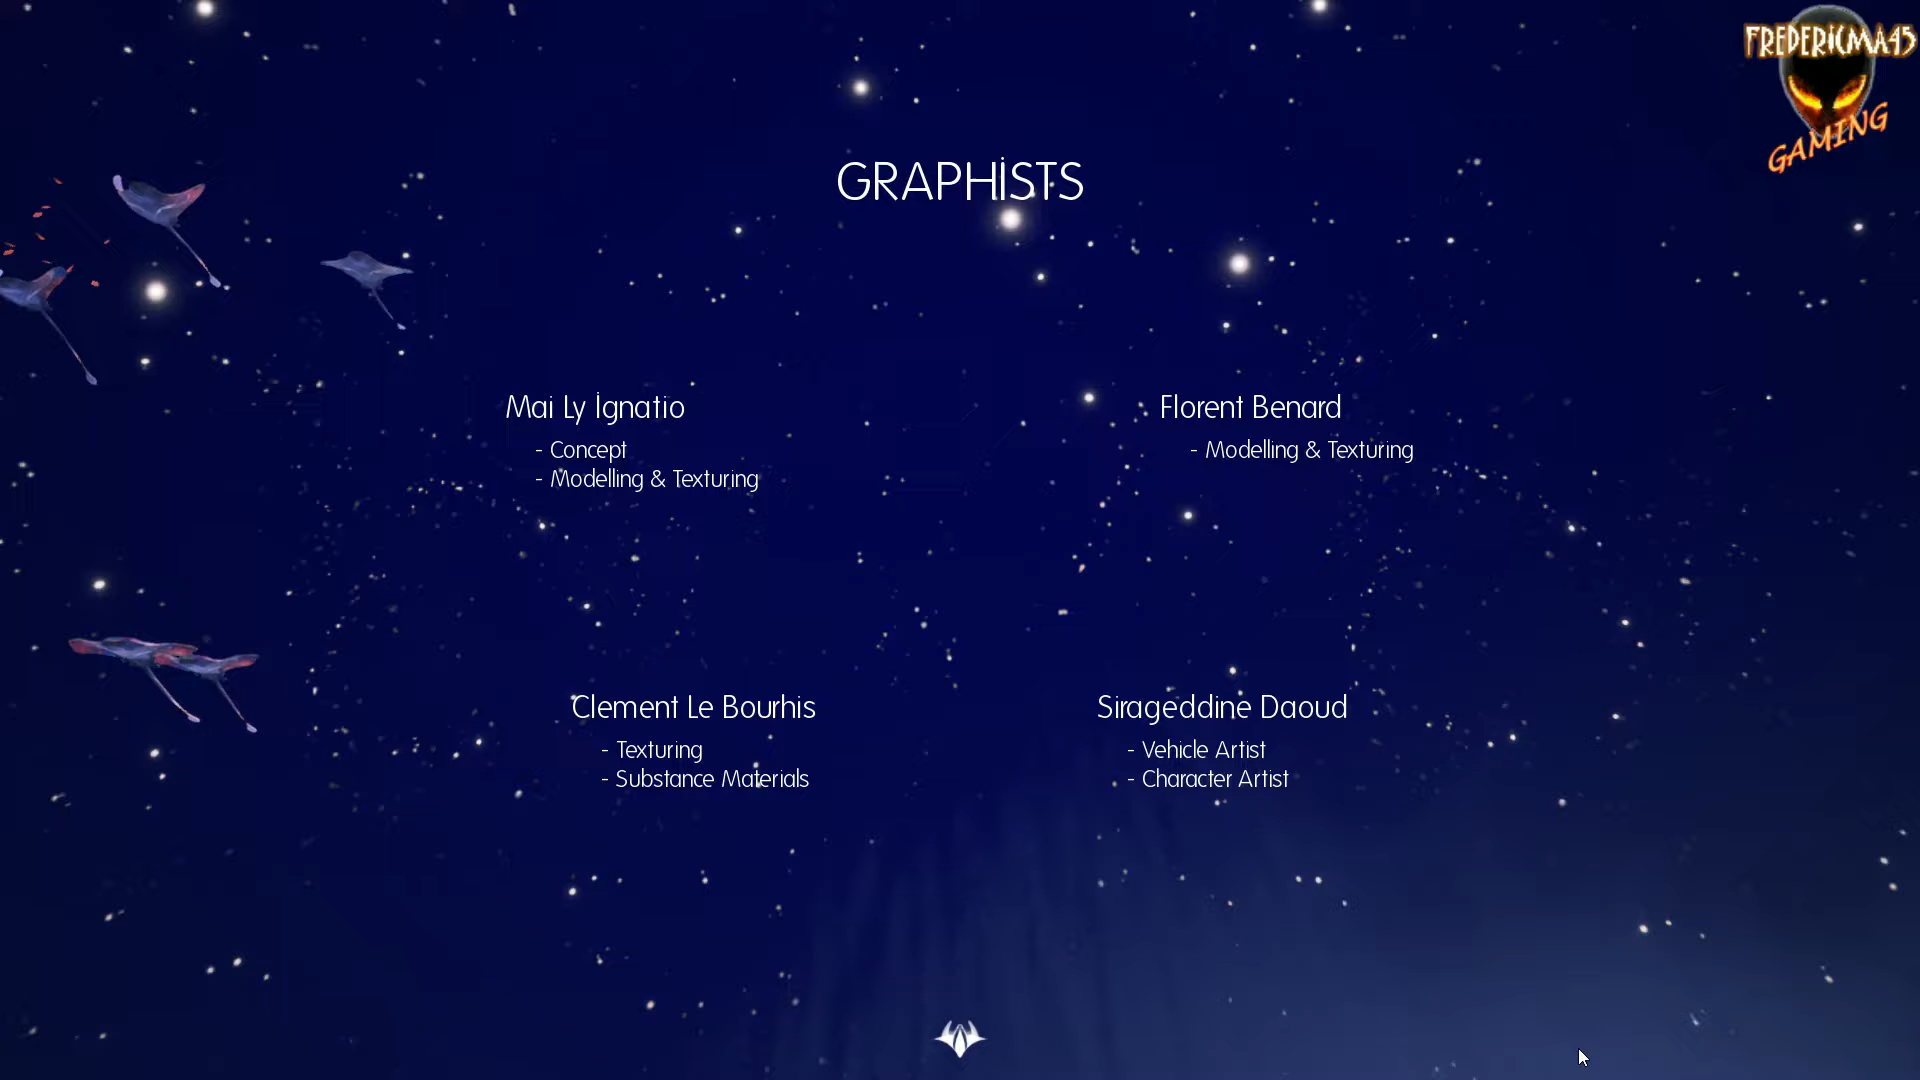 FREDERICMA45
GAMING
GRAPHISTS
Mai Ly Ignatio
- Concept
- Modelling & Texturing
Florent Benard
- Modelling & Texturing
Clement Le Bourhis
- Texturing
- Substance Materials
Sirageddine Daoud
- Vehicle Artist
- Character Artist